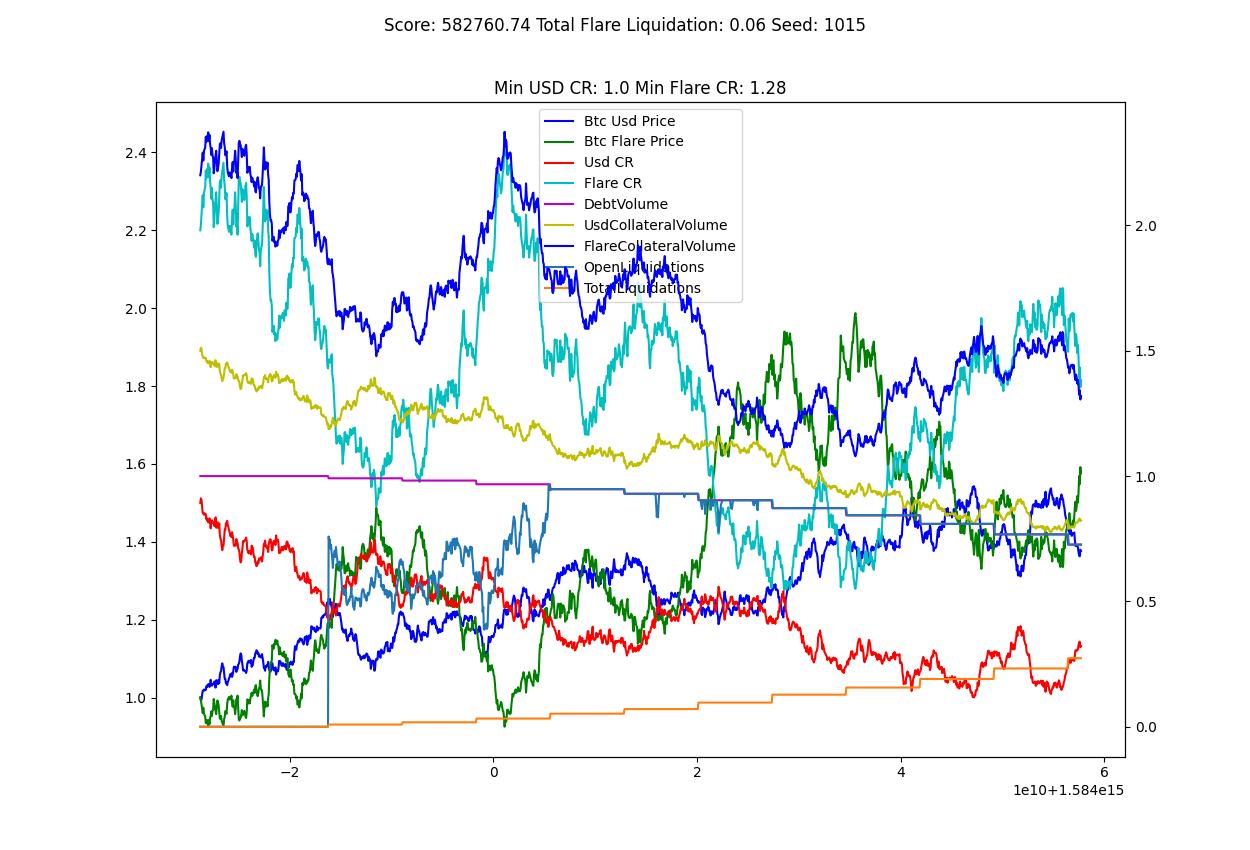 Score: 582760.74 Total Flare Liquidation: 0.06 Seed: 1015
Min USD CR: 1.0 Min Flare CR: 1.28
Btc Usd Price
Btc Flare Price
Usd CR
Flare CR
DebtVolume
UsdCollateralVolume
FlareCollateralVolume
OpenLiquidations
TotalLiquidations
2.4
2.2
2.0
1.8
1.6
1.4
1.2
1.0
2.0
1.5
1.0
0.5
0.0
−2
0
2
4
6
1e10+1.584e15